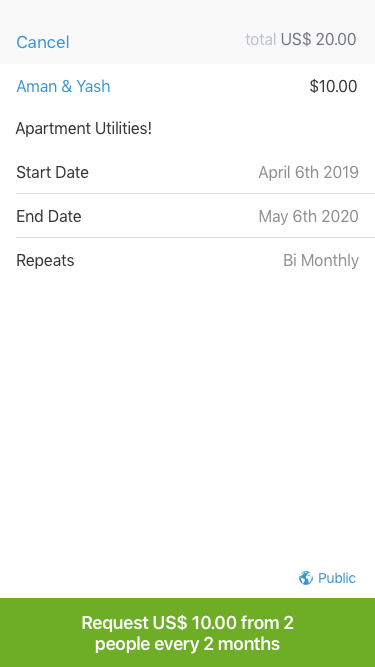 Cancel total US$ 20.00
Aman & Yash $10.00
Apartment Utilities!
Start Date April 6th 2019
End Date May 6th 2020
Repeats Bi Monthly
Public
Request US$ 10.00 from 2
people every 2 months